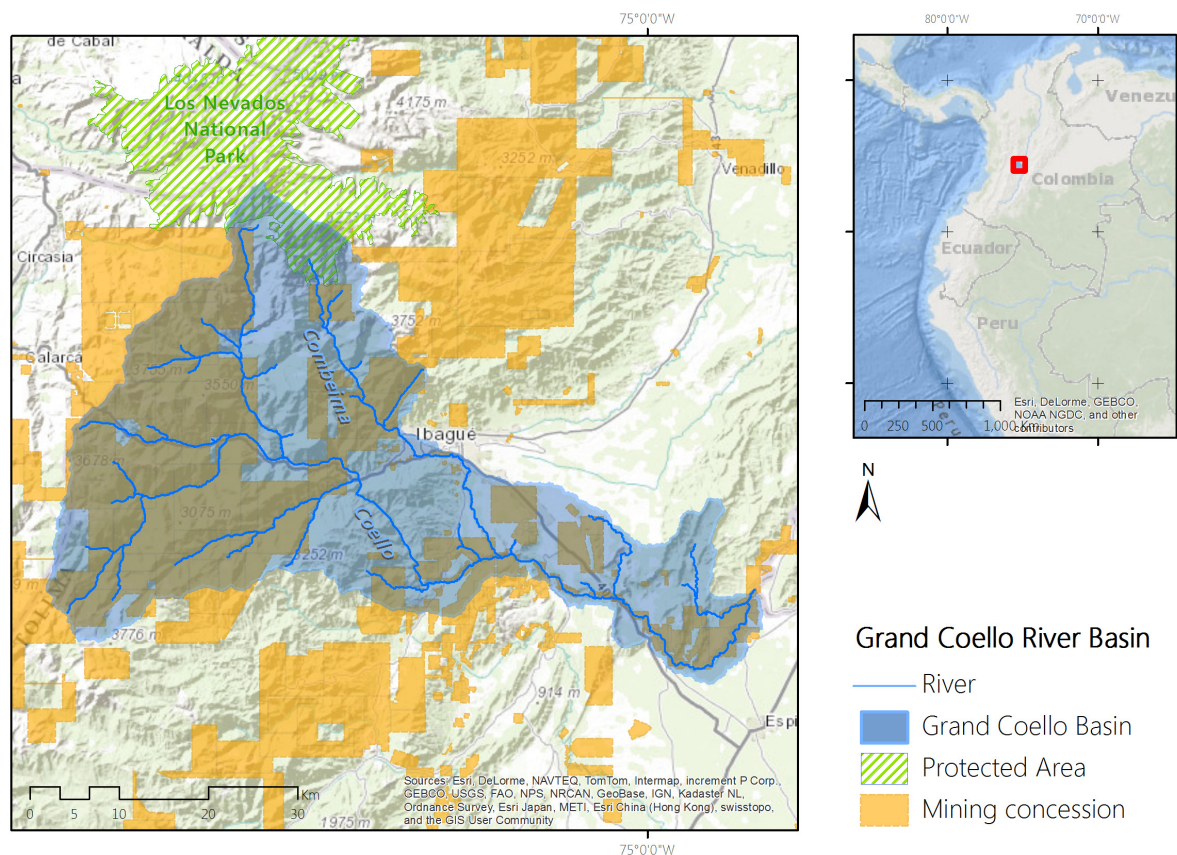 75°0'0"W
80°0'0"W
70°0'0"W
de Cabal
Los Nevados
National
Park
4175 m
3252 m
Venadillo
Circasia
3752 m
Calarcá
3550 m
Combeima
Ibagué
3678 m
3075 m
Coello
3252 m
TOLIMA
3776 m
914 m
Espi
1975 m
0 5 10 20 30
Km
Sources: Esri, DeLorme, NAVTEQ, TomTom, Intermap, increment P Corp.,
GEBCO, USGS, FAO, NPS, NRCAN, GeoBase, IGN, Kadaster NL,
Ordnance Survey, Esri Japan, METI, Esri China (Hong Kong), swisstopo,
and the GIS User Community
75°0'0"W
Venezu
Colombia
Ecuador
Peru
Peru
0 250 500 1,000 Km
Esri, DeLorme, GEBCO,
NOAA NGDC, and other
contributors
N
Grand Coello River Basin
River
Grand Coello Basin
Protected Area
Mining concession